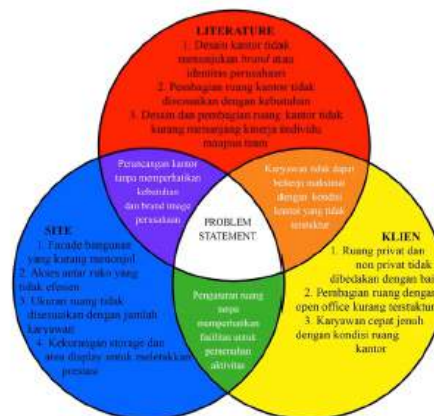 LITERATURE
1. Desain kantor tidak
menunjukan brand atau
identitas perusahaan
2. Pembagian ruang kantor tidak
disesuaikan dengan kebutuhan
3. Desain dan pembagian ruang kantor tidak
kurang menunjang kinerja individu
maupun team
Perancangan kantor
tanpa memperhatikan
kebutuhan
dan brand image
perusahaan
Karyawan tidak dapat
bekerja maksimal
dengan kondisi
kantor yang tidak
terstuktur
PROBLEM
STATEMENT
SITE
1. Facade bangunan
yang kurang menonjol
2. Akses antar ruko yang
tidak efesien
3. Ukuran ruang tidak
disesuaikan dengan jumlah
karyawan
4. Kekurangan storage dan
area display untuk meletakkan
prestasi
KLIEN
1. Ruang privat dan
non privat tidak
dibedakan dengan bai
2. Pembagian ruang dengan
open office kurang terstuktur
3. Karyawan cepat jenuh
dengan kondisi ruang
kantor
Pengaturan ruang
tanpa
memperhatikan
fasilitas untuk
pemenuhan
aktivitas